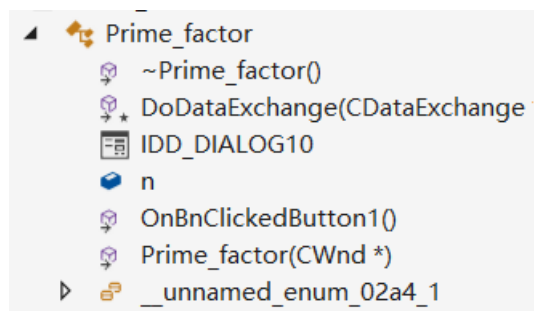 Prime_factor
~Prime_factor()
DoDataExchange(CDataExchange
IDD_DIALOG10
n
OnBnClickedButton1()
Prime_factor(CWnd *)
__unnamed_enum_02a4_1